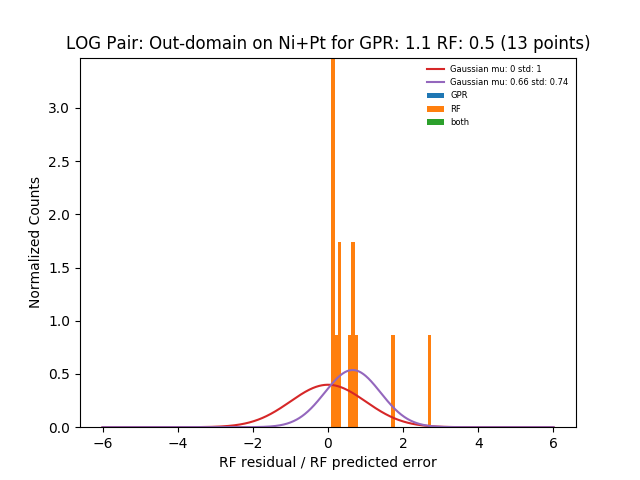 LOG Pair: Out-domain on Ni+Pt for GPR: 1.1 RF: 0.5 (13 points)
Gaussian mu: 0 std: 1
Gaussian mu: 0.66 std: 0.74
GPR
RF
both
Normalized Counts
3.0
2.5
2.0
1.5
1.0
0.5
0.0
−6 −4 −2 0 2 4 6
RF residual / RF predicted error